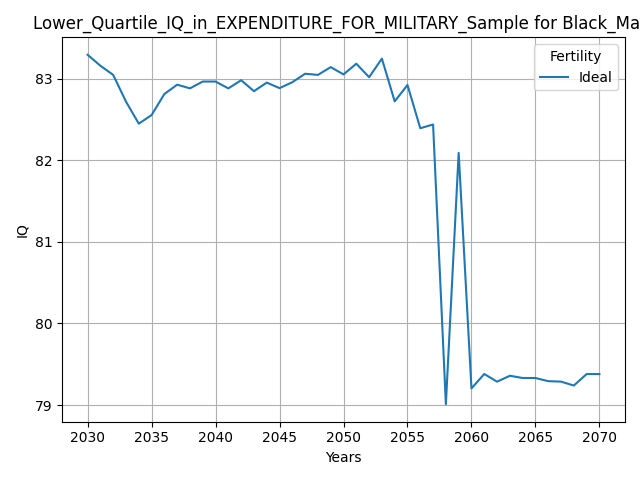 Lower_Quartile_IQ_in_EXPENDITURE_FOR_MILITARY_Sample for Black_Ma
Fertility
Ideal
83
82
81
80
79
IQ
2030 2035 2040 2045 2050 2055 2060 2065 2070
Years